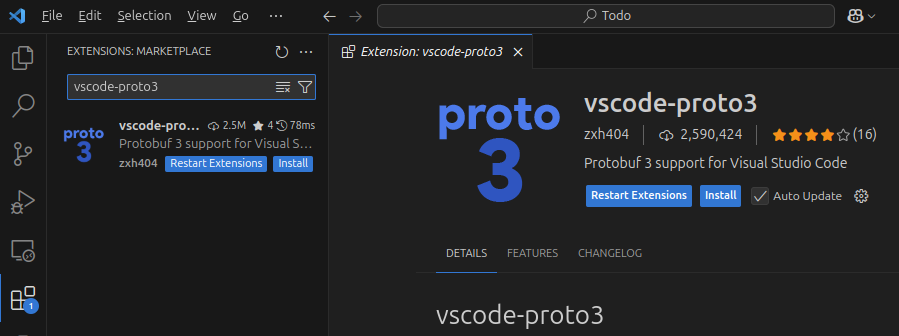 File Edit Selection View Go ... Todo
EXTENSIONS: MARKETPLACE
vscode-proto3
proto
3
vscode-pro... 2.5M 4 78ms
Protobuf 3 support for Visual S...
zxh404 Restart Extensions Install
1
Extension: vscode-proto3
proto
3
vscode-proto3
zxh404 2,590,424 (16)
Protobuf 3 support for Visual Studio Code
Restart Extensions Install Auto Update
DETAILS FEATURES CHANGELOG
vscode-proto3